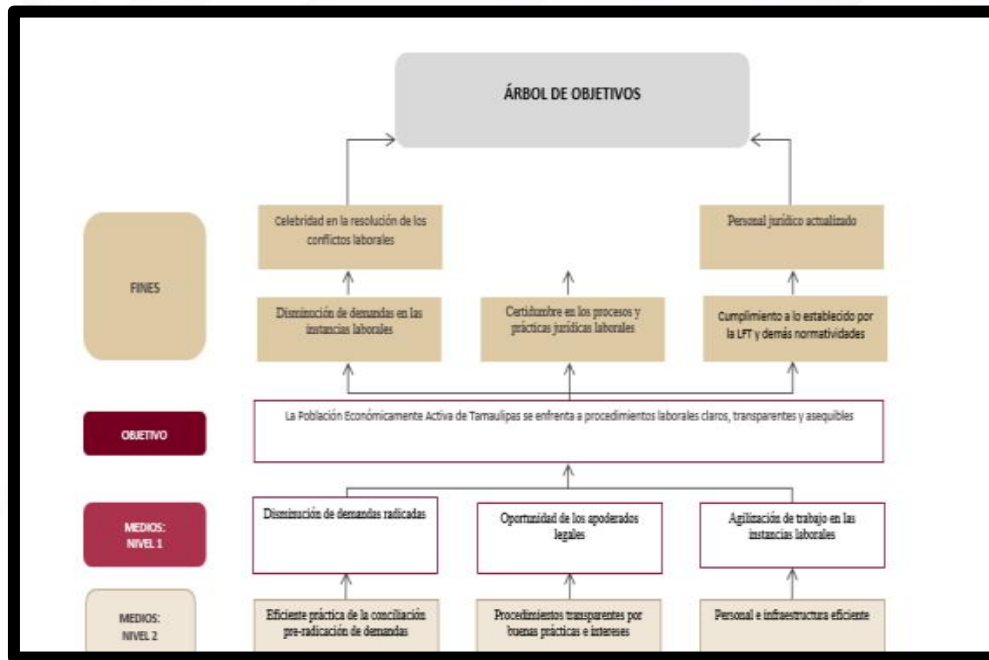 ÁRBOL DE OBJETIVOS
FINES
Celebridad en la resolución de los
conflictos laborales
Personal jurídico actualizado
Disminución de demandas en las
instancias laborales
Certidumbre en los procesos y
prácticas jurídicas laborales
Cumplimiento a lo establecido por
la LFT y demás normatividades
OBJETIVO
La Población Económicamente Activa de Tamaulipas se enfrenta a procedimientos laborales claros, transparentes y asequibles
MEDIOS:
NIVEL 1
Disminución de demandas radicadas
Oportunidad de los apoderados
legales
Agilización de trabajo en las
instancias laborales
MEDIOS:
NIVEL 2
Eficiente práctica de la conciliación
pre-radicación de demandas
Procedimientos transparentes por
buenas prácticas e intereses
Personal e infraestructura eficiente